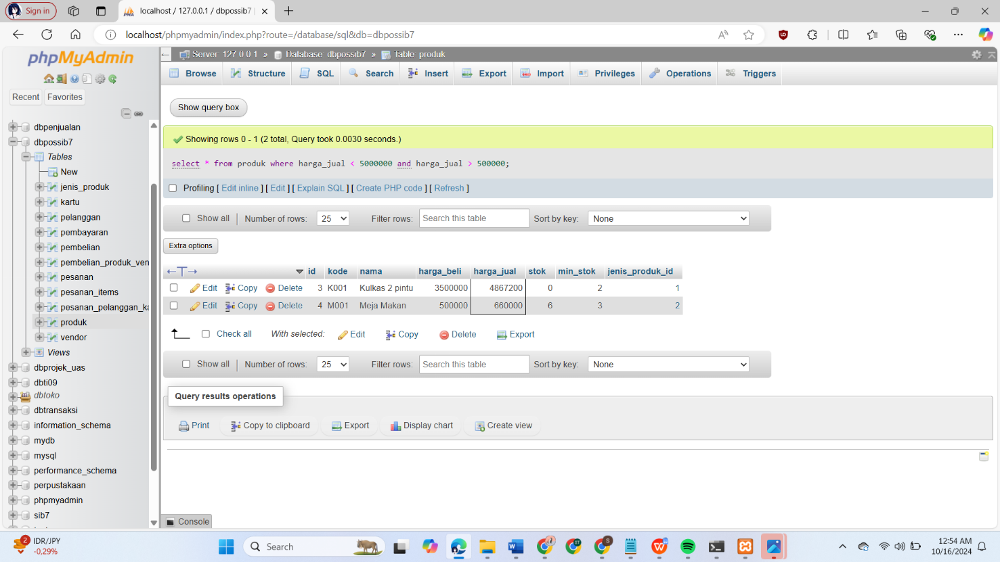 Sign in
localhost / 127.0.0.1 / dbpossib7
localhost/phpmyadmin/index.php?route=/database/sql&db=dbpossib7
phpMyAdmin
Recent
Favorites
dbpenjualan
dbpossib7
Tables
New
jenis_produk
kartu
pelanggan
pembayaran
pembelian
pembelian_produk_ven
pesanan
pesanan_items
pesanan_pelanggan_ka
produk
vendor
Views
dbprojek_uas
dbti09
dbtoko
dbtransaksi
information_schema
mydb
mysql
performance_schema
perpustakaan
phpmyadmin
sib7
Server: 127.0.0.1 » Database: dbpossib7 » Table: produk
Browse Structure SQL Search Insert Export Import Privileges Operations Triggers
Show query box
Showing rows 0 - 1 (2 total, Query took 0.0030 seconds.)
select * from produk where harga_jual < 5000000 and harga_jual > 500000;
Profiling [ Edit inline ] [ Edit ] [ Explain SQL ] [ Create PHP code ] [ Refresh ]
Show all | Number of rows: 25 Filter rows: Search this table Sort by key: None
Extra options
←T→ id kode nama harga_beli harga_jual stok min_stok jenis_produk_id
Edit Copy Delete 3 K001 Kulkas 2 pintu 3500000 4867200 0 2 1
Edit Copy Delete 4 M001 Meja Makan 500000 660000 6 3 2
Check all With selected: Edit Copy Delete Export
Show all | Number of rows: 25 Filter rows: Search this table Sort by key: None
Query results operations
Print Copy to clipboard Export Display chart Create view
Console
2
IDR/JPY
-0,29%
Search
12:54 AM
10/16/2024